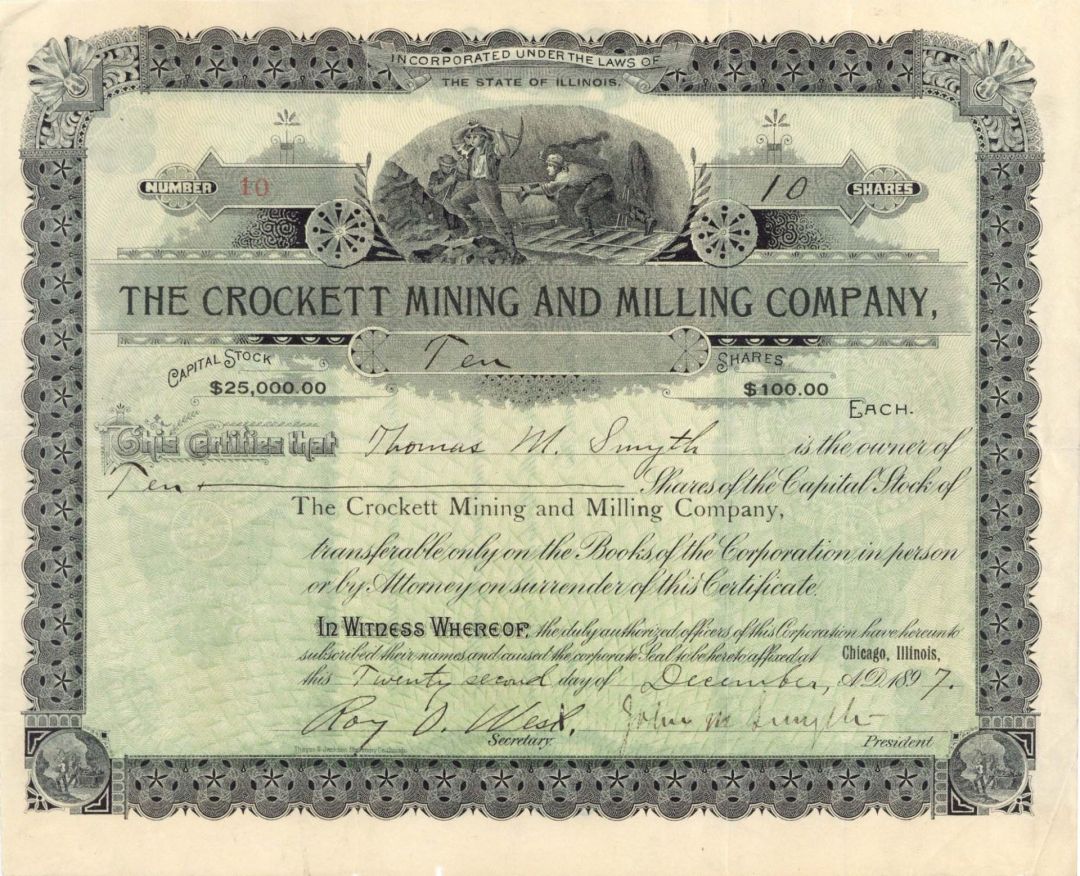 INCORPORATED UNDER THE LAWS OF
THE STATE OF ILLINOIS.
NUMBER 10 10 SHARES
THE CROCKETT MINING AND MILLING COMPANY,
Ten
CAPITAL STOCK SHARES
$25,000.00 $100.00
EACH.
This Certifies that Thomas M. Smyth is the owner of
Ten Shares of the Capital Stock of
The Crockett Mining and Milling Company,
transferable only on the Books of the Corporation in person
or by Attorney on surrender of this Certificate.
IN WITNESS WHEREOF, the duly authorized officers of this Corporation have hereunto
subscribed their names and caused the corporate Seal to be hereto affixed at Chicago, Illinois,
this Twenty second day of December, A.D. 1897.
Roy O. West, John M Smyth
Secretary. President